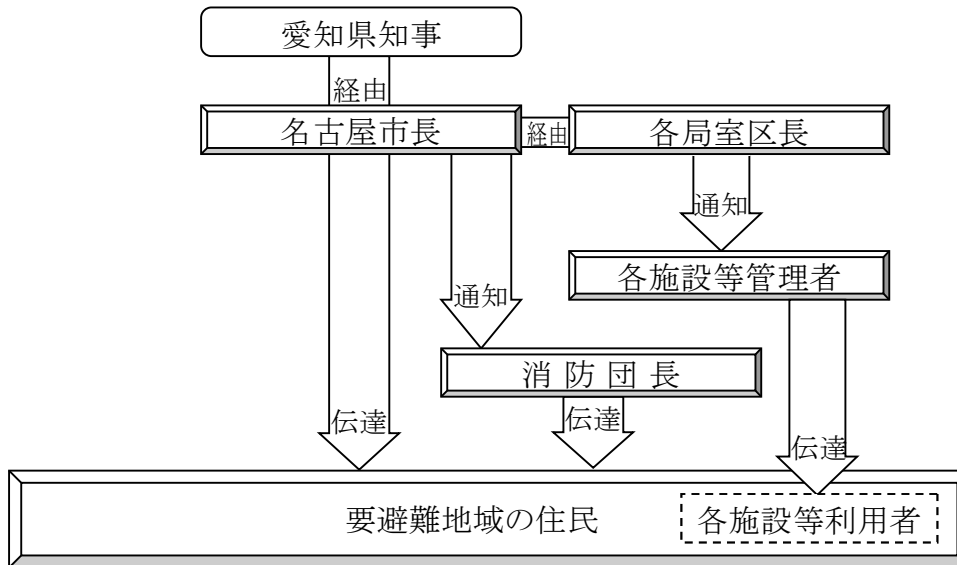 愛知県知事
経由
名古屋市長
経由
各局室区長
通知
各施設等管理者
通知
消 防 団 長
伝達
伝達
伝達
要避難地域の住民
各施設等利用者